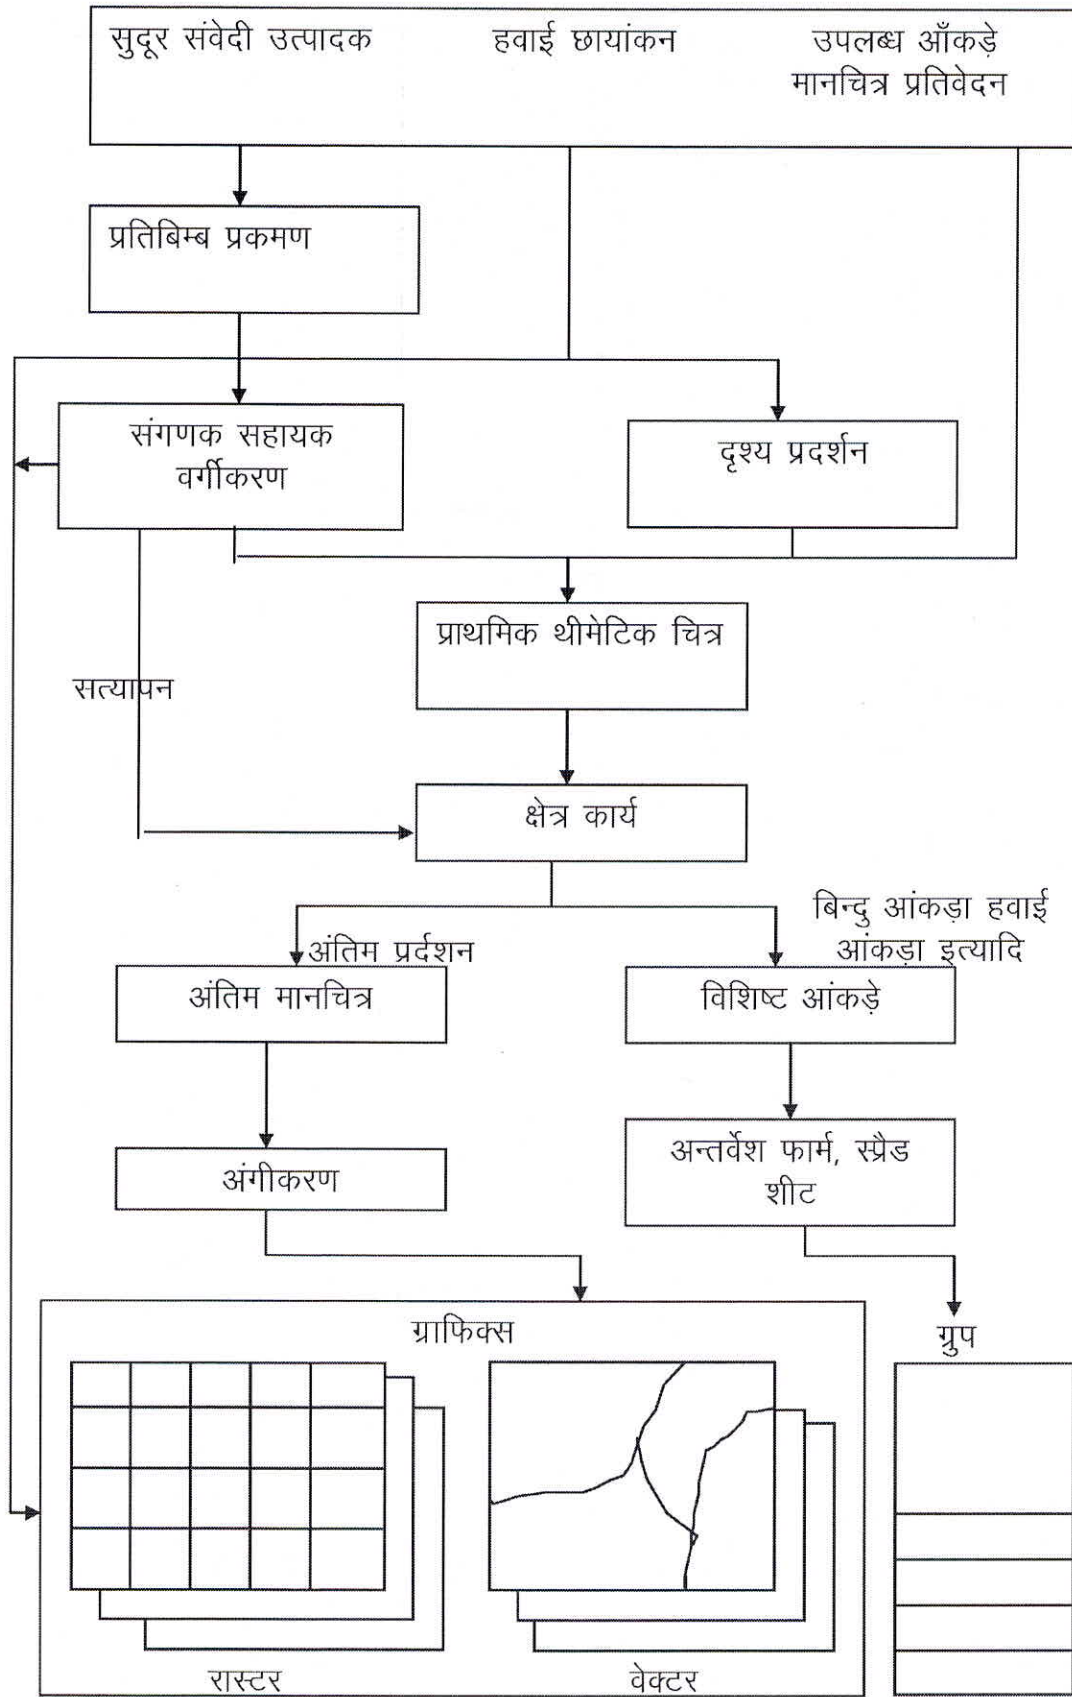 सुदूर संवेदी उत्पादक हवाई छायांकन उपलब्ध आँकड़े
मानचित्र प्रतिवेदन
प्रतिबिम्ब प्रकमण
संगणक सहायक
वर्गीकरण
दृश्य प्रदर्शन
प्राथमिक थीमेटिक चित्र
सत्यापन
क्षेत्र कार्य
बिन्दु आंकड़ा हवाई
आंकड़ा इत्यादि
अंतिम प्रर्दशन
अंतिम मानचित्र
विशिष्ट आंकड़े
अंगीकरण
अन्तर्वेश फार्म, स्प्रैड
शीट
ग्राफिक्स
ग्रुप
रास्टर
वेक्टर